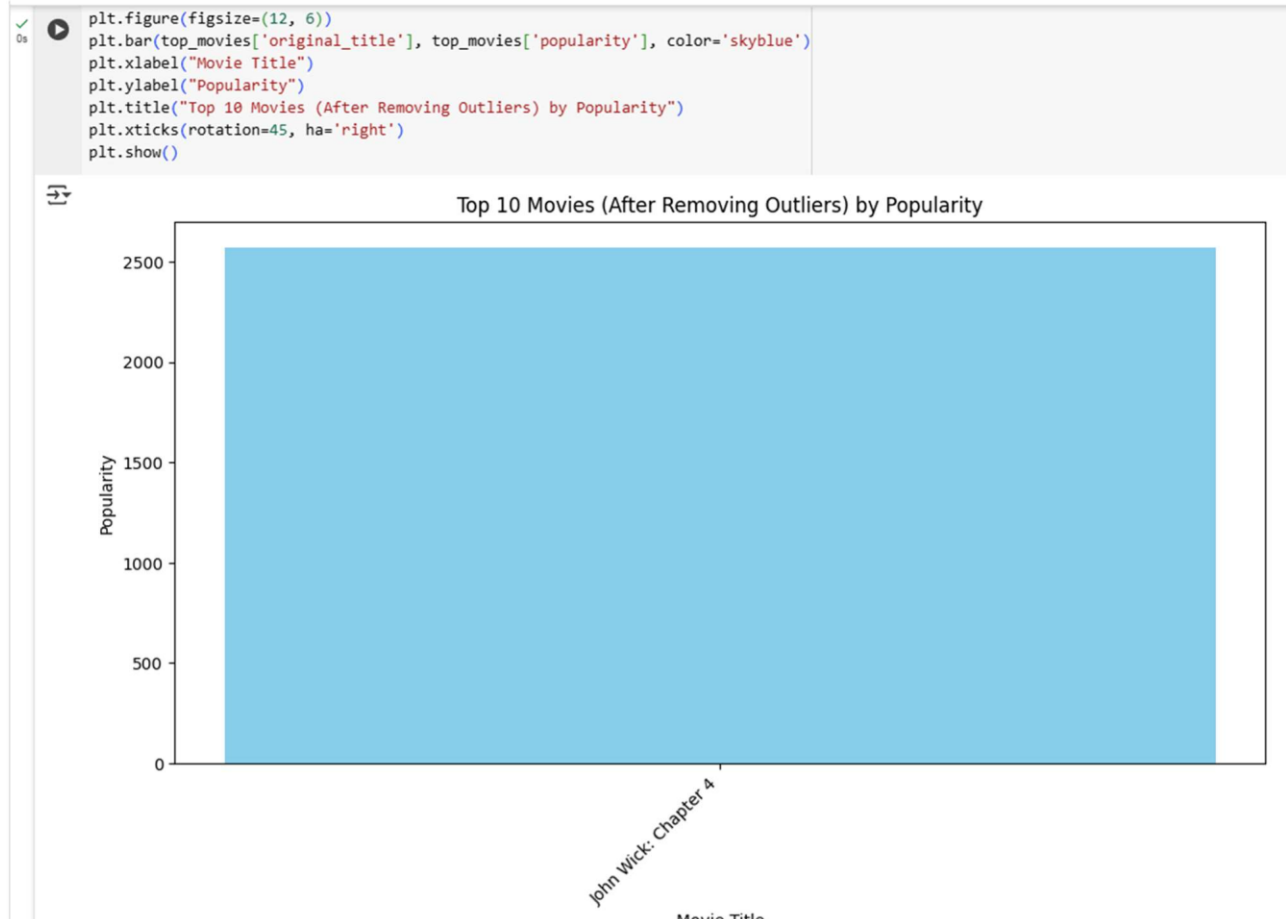 plt.figure(figsize=(12, 6))
0s
plt.bar(top_movies['original_title'], top_movies['popularity'], color='skyblue')
plt.xlabel("Movie Title")
plt.ylabel("Popularity")
plt.title("Top 10 Movies (After Removing Outliers) by Popularity")
plt.xticks(rotation=45, ha='right')
plt.show()
Top 10 Movies (After Removing Outliers) by Popularity
2500
2000
1500
1000
500
0
Popularity
John Wick: Chapter 4
Movie Title